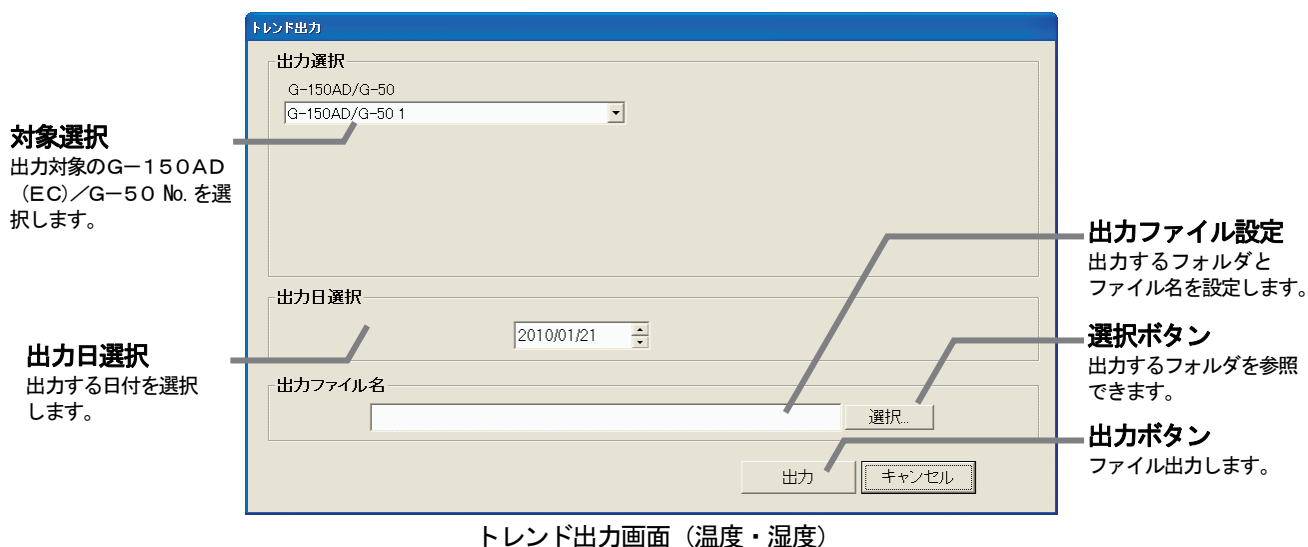 トレンド出力
出力選択
G-150AD/G-50
G-150AD/G-50 1
対象選択
出力対象のG－150AD
（EC）／G－50 №. を選
択します。
出力ファイル設定
出力するフォルダと
ファイル名を設定します。
出力日選択
2010/01/21
選択ボタン
出力するフォルダを参照
できます。
出力日選択
出力する日付を選択
します。
出力ファイル名
選択...
出力ボタン
ファイル出力します。
出力
キャンセル
トレンド出力画面（温度・湿度）